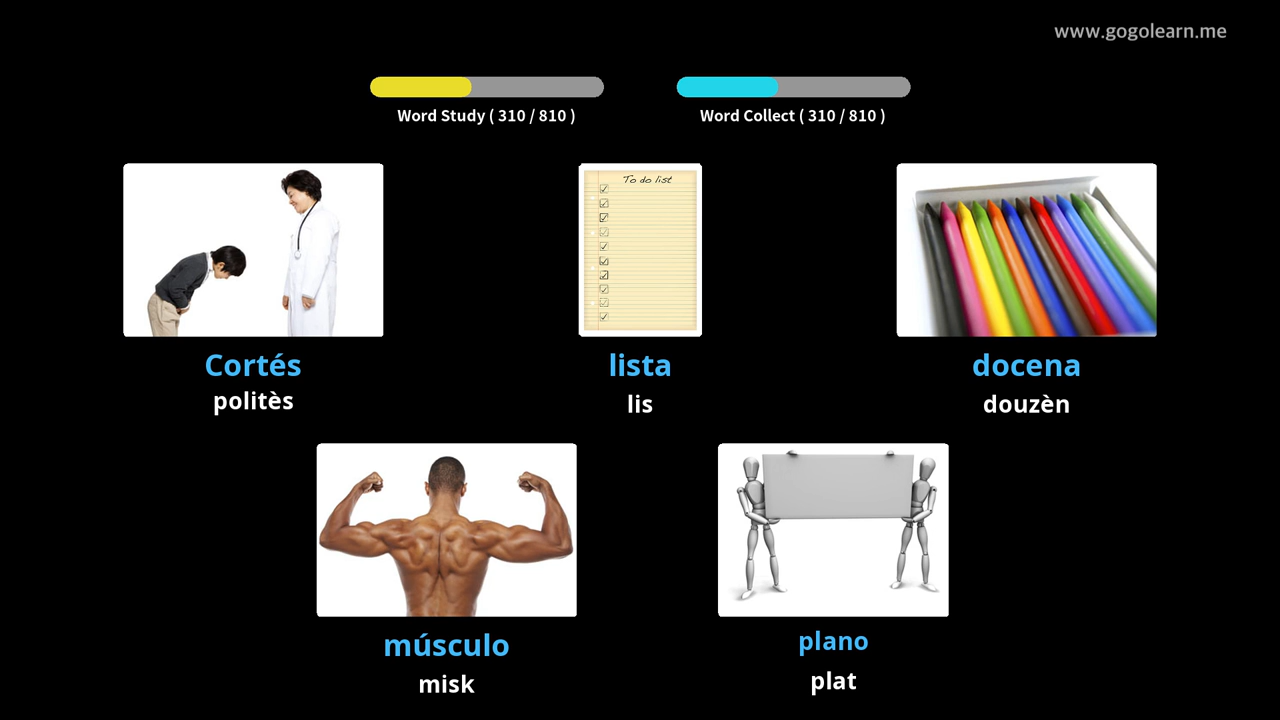 www.gogolearn.me
Word Study ( 310 / 810 )
Word Collect ( 310 / 810 )
To do list
Cortés
politès
lista
lis
docena
douzèn
músculo
misk
plano
plat